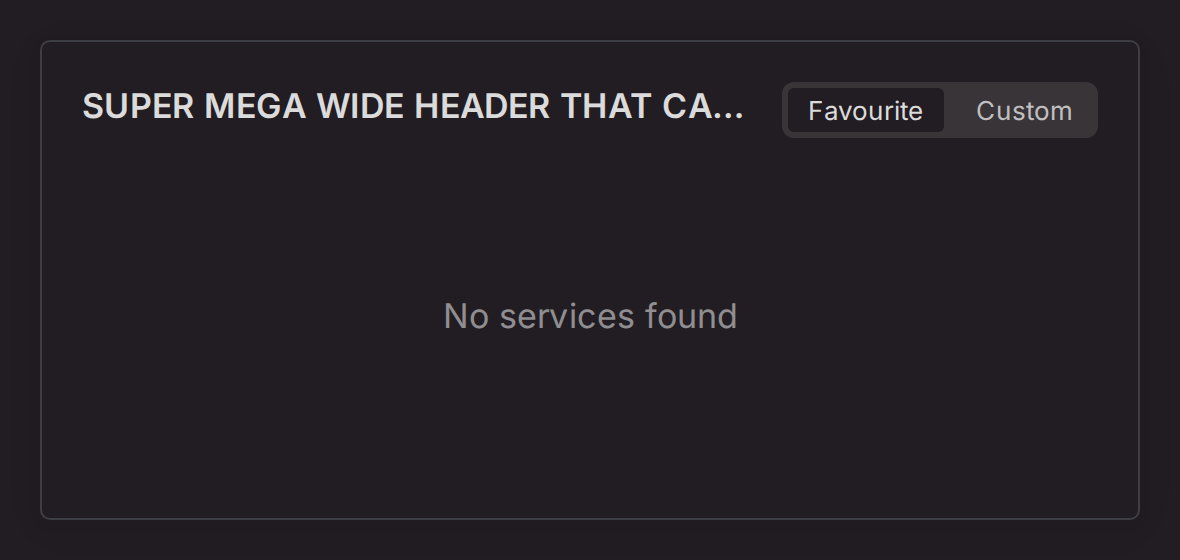 SUPER MEGA WIDE HEADER THAT CA...
Favourite Custom
No services found